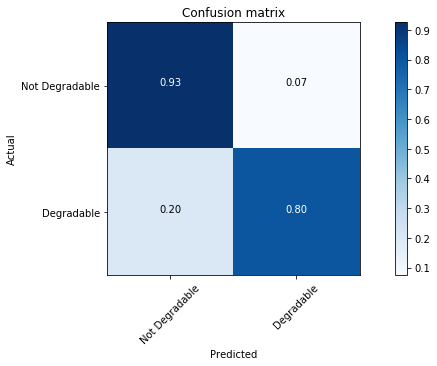 Confusion matrix
Actual
Not Degradable
Degradable
0.93
0.07
0.20
0.80
Not Degradable
Degradable
Predicted
0.9
0.8
0.7
0.6
0.5
0.4
0.3
0.2
0.1